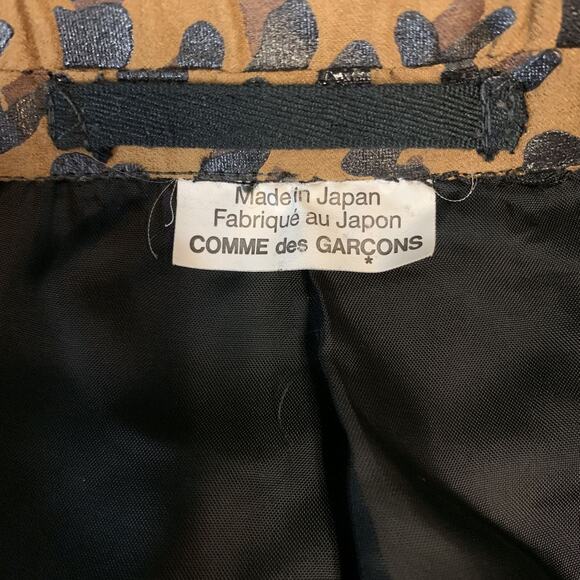 Made in Japan
Fabriqué au Japon
COMME des GARÇONS
*